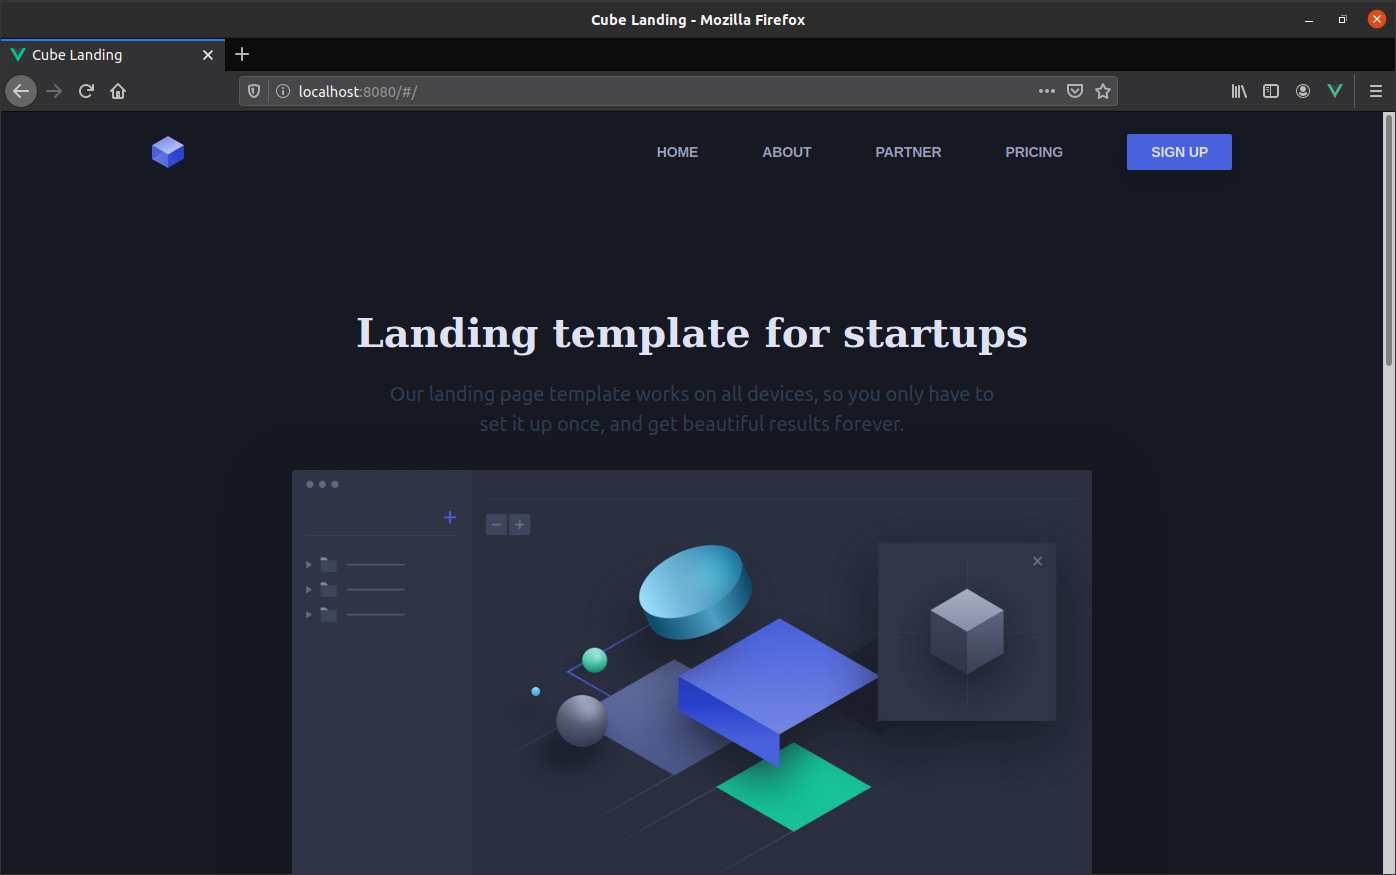 Cube Landing - Mozilla Firefox
Cube Landing
localhost:8080/#/
HOME ABOUT PARTNER PRICING SIGN UP
Landing template for startups
Our landing page template works on all devices, so you only have to
set it up once, and get beautiful results forever.